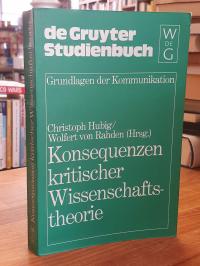 de Gruyter
Studienbuch
W
DE
G
Grundlagen der Kommunikation
Christoph Hubig/
Wolfert von Rahden (Hrsg.)
Konsequenzen
kritischer
Wissenschafts-
theorie